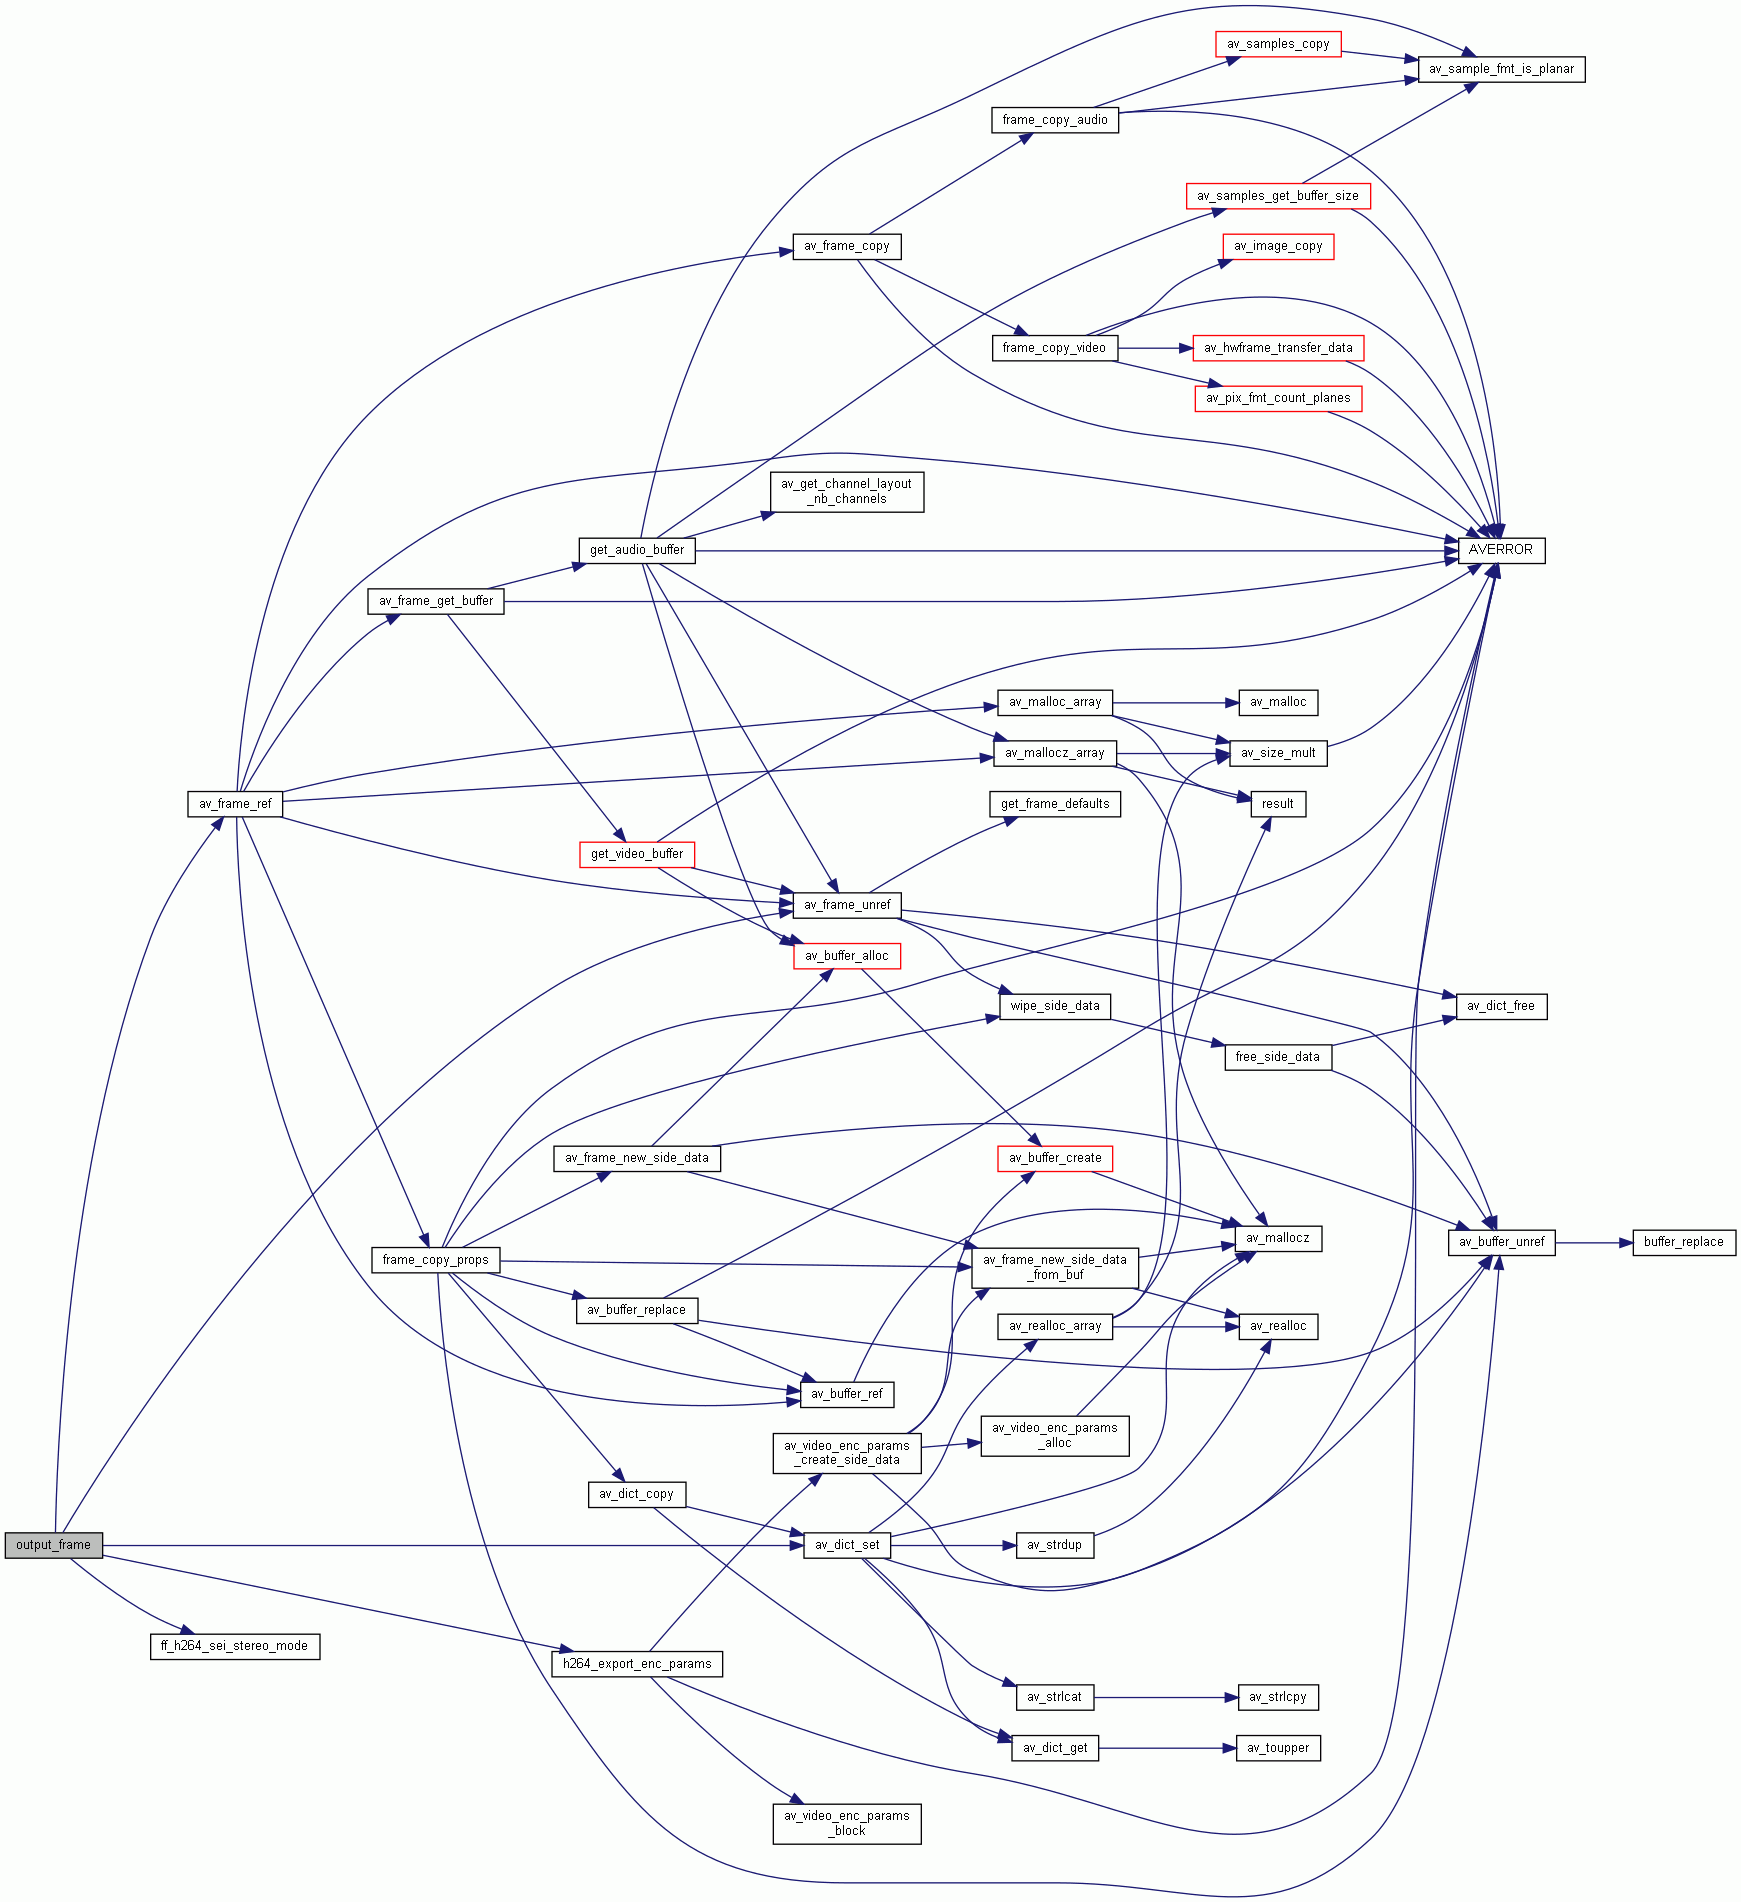 av_samples_copy
av_sample_fmt_is_planar
frame_copy_audio
av_samples_get_buffer_size
av_frame_copy
av_image_copy
frame_copy_video
av_hwframe_transfer_data
av_pix_fmt_count_planes
av_get_channel_layout
_nb_channels
get_audio_buffer
AVERROR
av_frame_get_buffer
av_malloc_array
av_malloc
av_mallocz_array
av_size_mult
av_frame_ref
get_frame_defaults
result
get_video_buffer
av_frame_unref
av_buffer_alloc
wipe_side_data
av_dict_free
free_side_data
av_frame_new_side_data
av_buffer_create
av_mallocz
av_buffer_unref
buffer_replace
frame_copy_props
av_frame_new_side_data
_from_buf
av_buffer_replace
av_realloc_array
av_realloc
av_buffer_ref
av_video_enc_params
_alloc
av_video_enc_params
_create_side_data
av_dict_copy
output_frame
av_dict_set
av_strdup
ff_h264_sei_stereo_mode
h264_export_enc_params
av_strlcat
av_strlcpy
av_dict_get
av_toupper
av_video_enc_params
_block